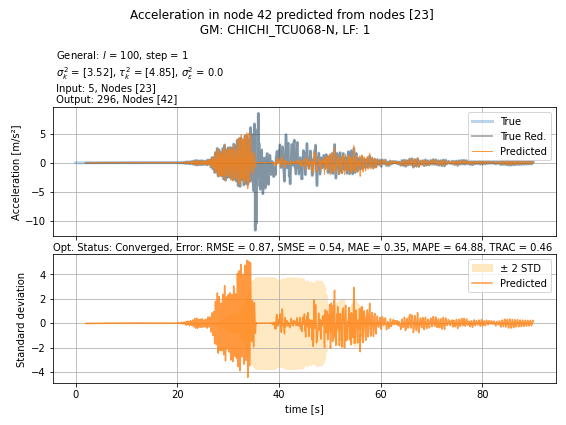 Acceleration in node 42 predicted from nodes [23]
GM: CHICHI_TCU068-N, LF: 1
General: l = 100, step = 1
σ²ₖ = [3.52], τ²ₖ = [4.85], σ²ε = 0.0
Input: 5, Nodes [23]
Output: 296, Nodes [42]
Acceleration [m/s²]
5
0
−5
−10
True
True Red.
Predicted
Opt. Status: Converged, Error: RMSE = 0.87, SMSE = 0.54, MAE = 0.35, MAPE = 64.88, TRAC = 0.46
Standard deviation
4
2
0
−2
−4
± 2 STD
Predicted
0 20 40 60 80
time [s]